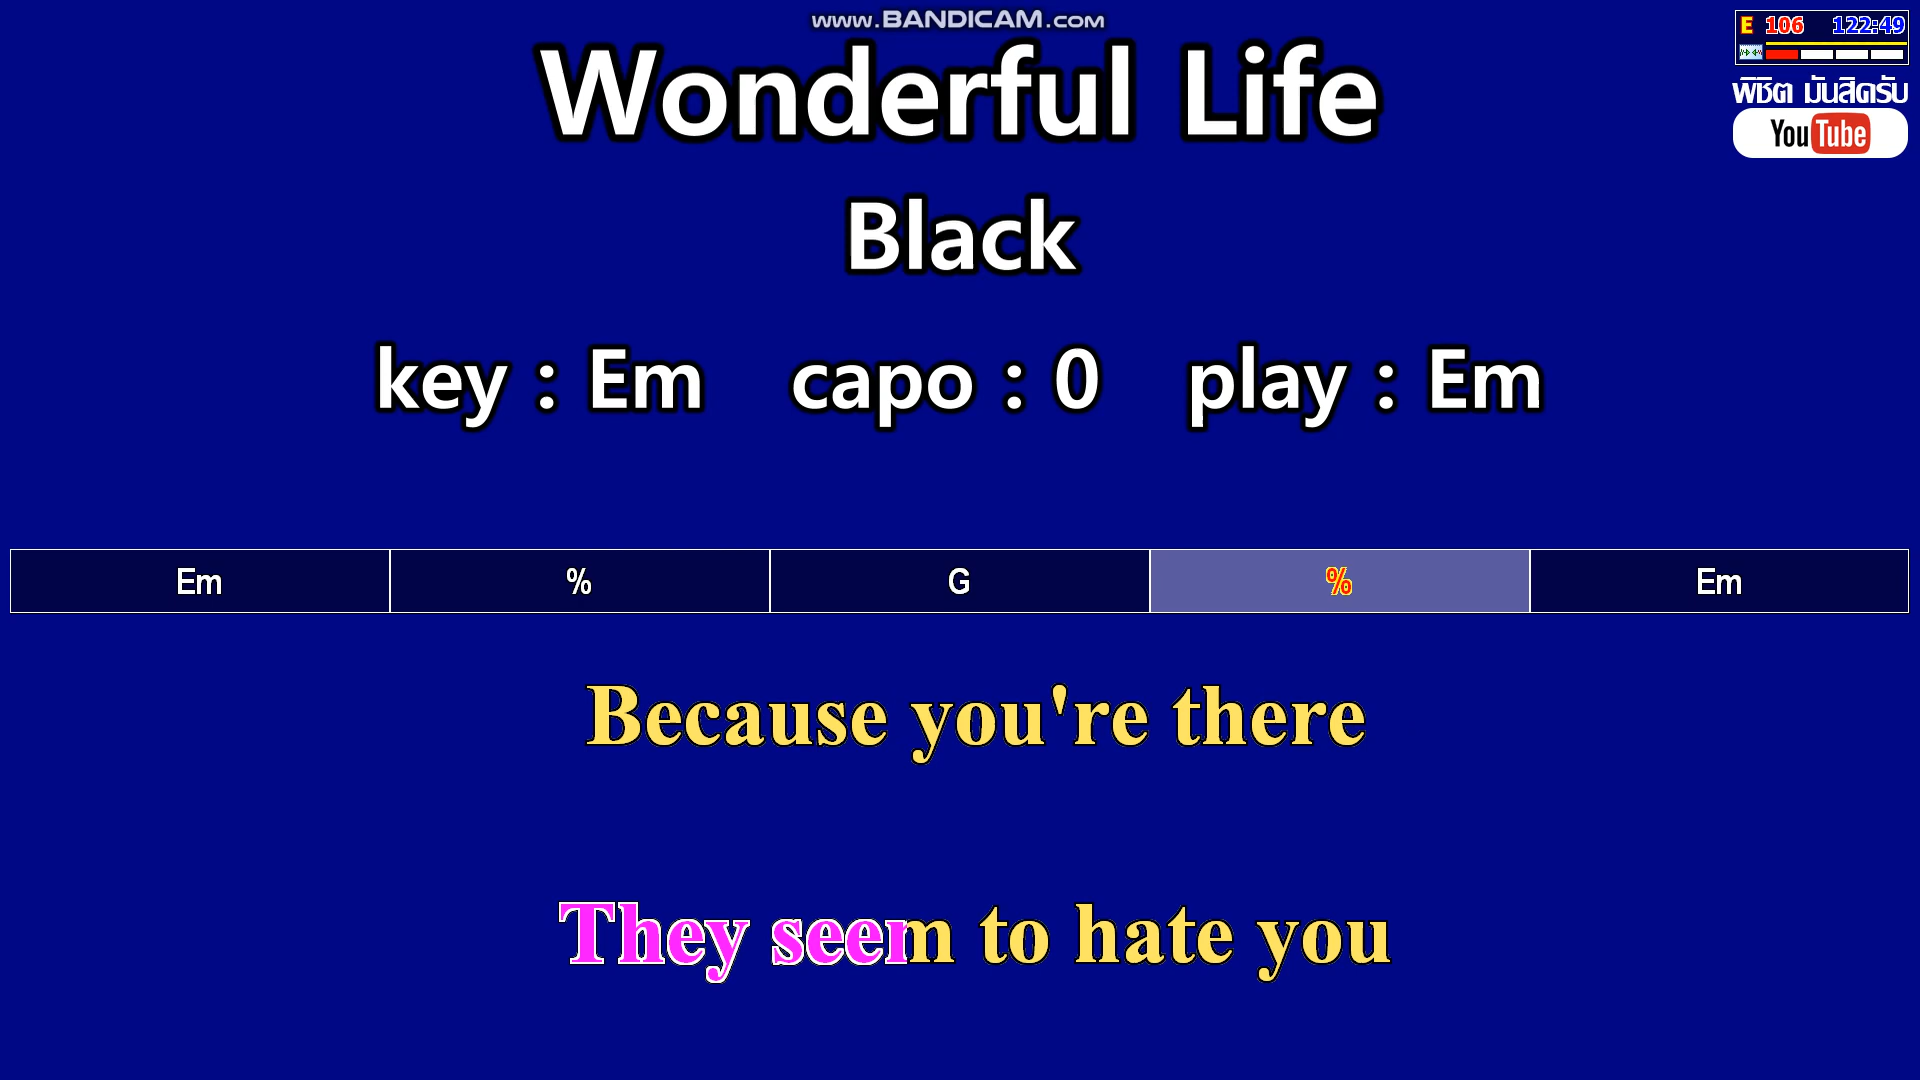 www.BANDICAM.com
E 106 122:49
Wonderful Life
พิชิต มันสิตรับ
YouTube
Black
key : Em capo : 0 play : Em
Em % G % Em
Because you're there
They seem to hate you